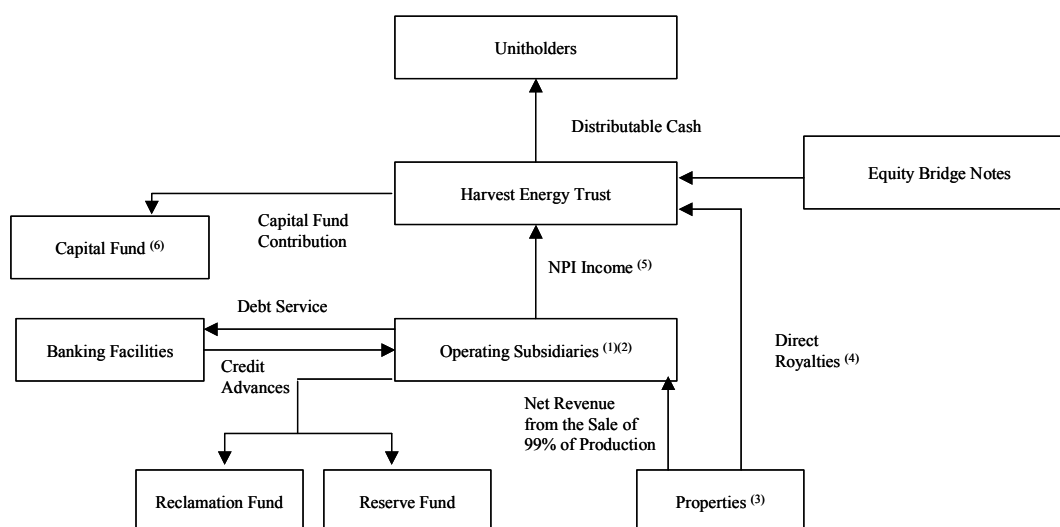 Unitholders
Distributable Cash
Equity Bridge Notes
Harvest Energy Trust
Capital Fund
Contribution
Capital Fund (6)
NPI Income (5)
Debt Service
Banking Facilities
Operating Subsidiaries (1)(2)
Direct
Royalties (4)
Credit
Advances
Net Revenue
from the Sale of
99% of Production
Reclamation Fund
Reserve Fund
Properties (3)